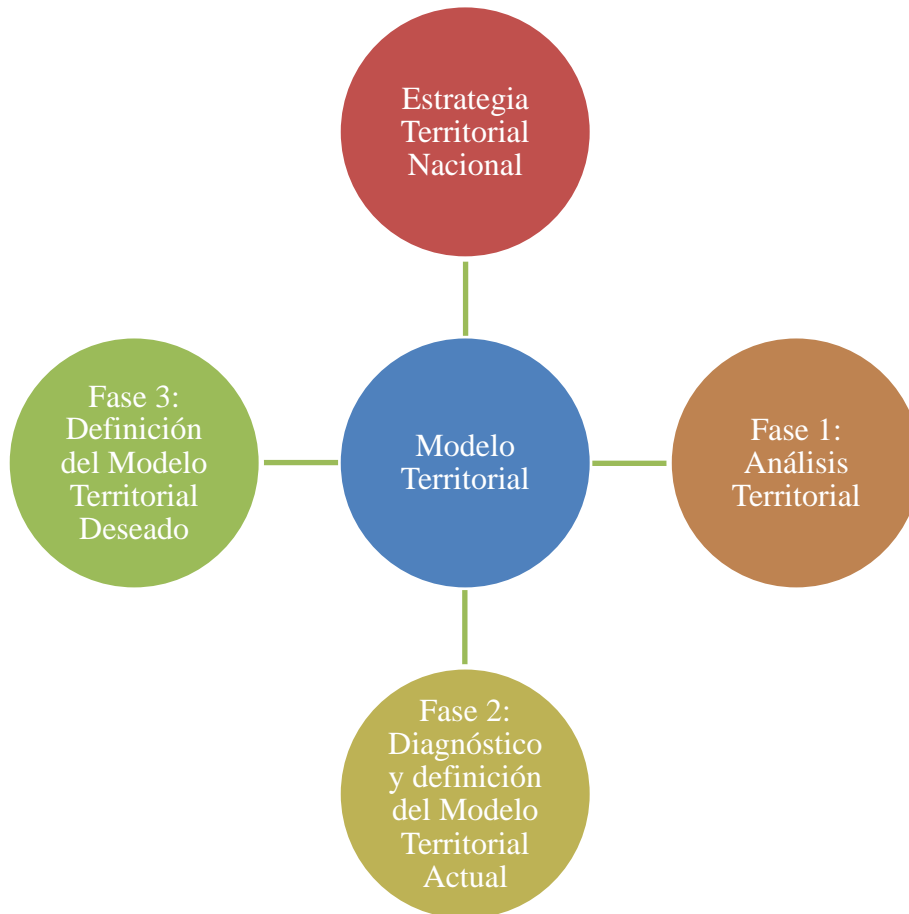 Estrategia
Territorial
Nacional
Fase 3:
Definición
del Modelo
Territorial
Deseado
Modelo
Territorial
Fase 1:
Análisis
Territorial
Fase 2:
Diagnóstico
y definición
del Modelo
Territorial
Actual